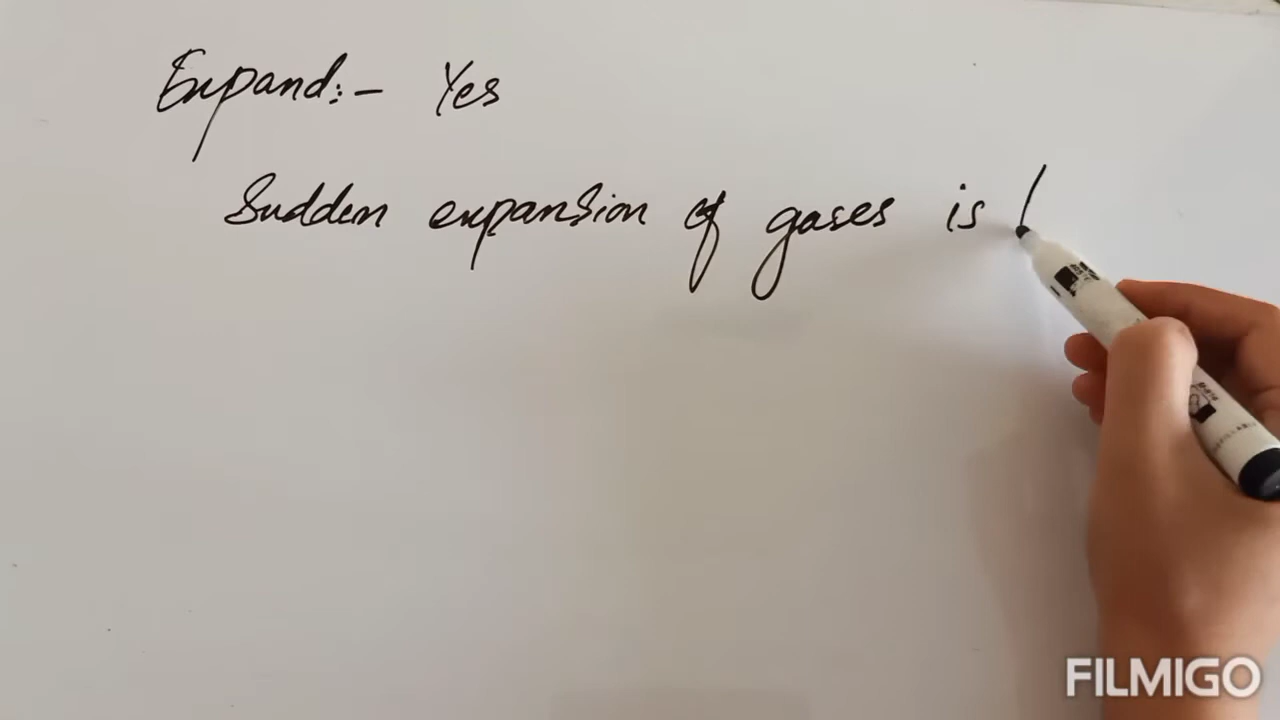 Expand:- Yes
Sudden expansion of gases is
FILMIGO